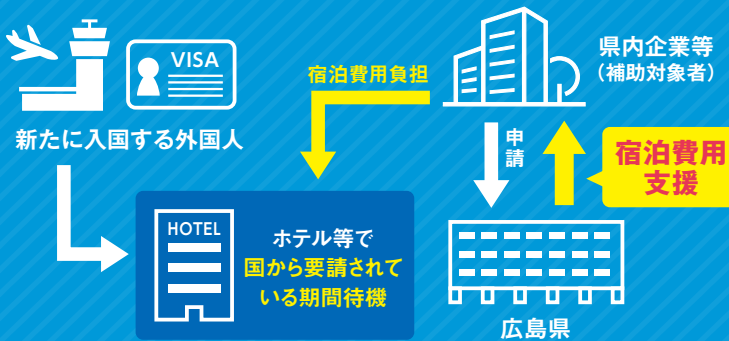 VISA
新たに入国する外国人
宿泊費用負担
県内企業等
（補助対象者）
申請
宿泊費用
支援
HOTEL
ホテル等で
国から要請されて
いる期間待機
広島県